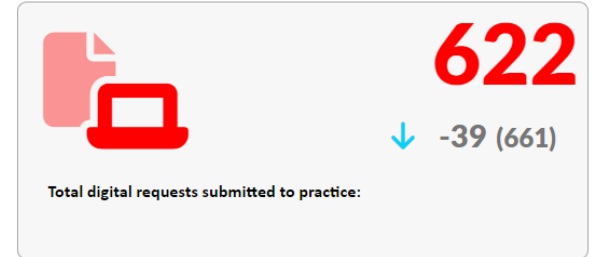 622
-39 (661)
Total digital requests submitted to practice: